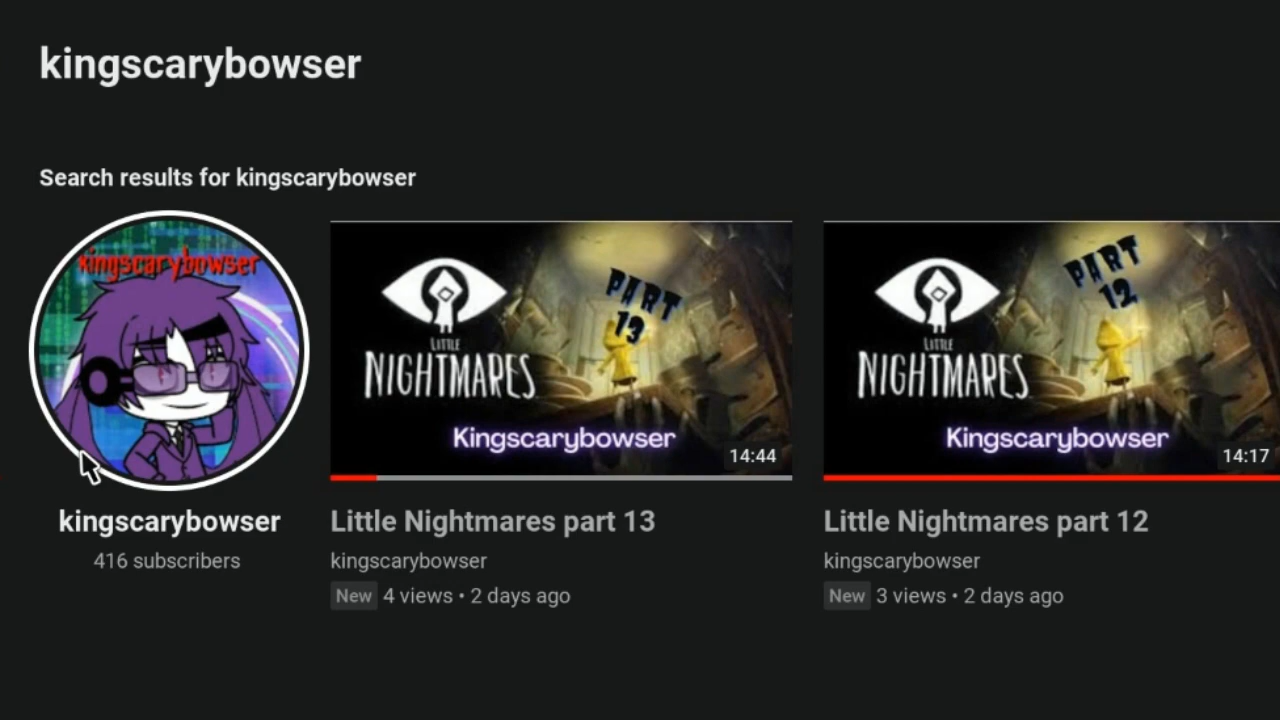 kingscarybowser
Search results for kingscarybowser
kingscarybowser
kingscarybowser
416 subscribers
LITTLE
NIGHTMARES
PART
13
Kingscarybowser
14:44
Little Nightmares part 13
kingscarybowser
New 4 views • 2 days ago
LITTLE
NIGHTMARES
PART
12
Kingscarybowser
14:17
Little Nightmares part 12
kingscarybowser
New 3 views • 2 days ago